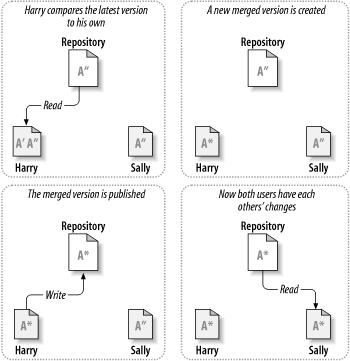 Harry compares the latest version
to his own
Repository
A"
Read
A' A"
A"
Harry
Sally
A new merged version is created
Repository
A"
A*
A"
Harry
Sally
The merged version is published
Repository
A*
Write
A*
A"
Harry
Sally
Now both users have each
others' changes
Repository
A*
Read
A*
A*
Harry
Sally